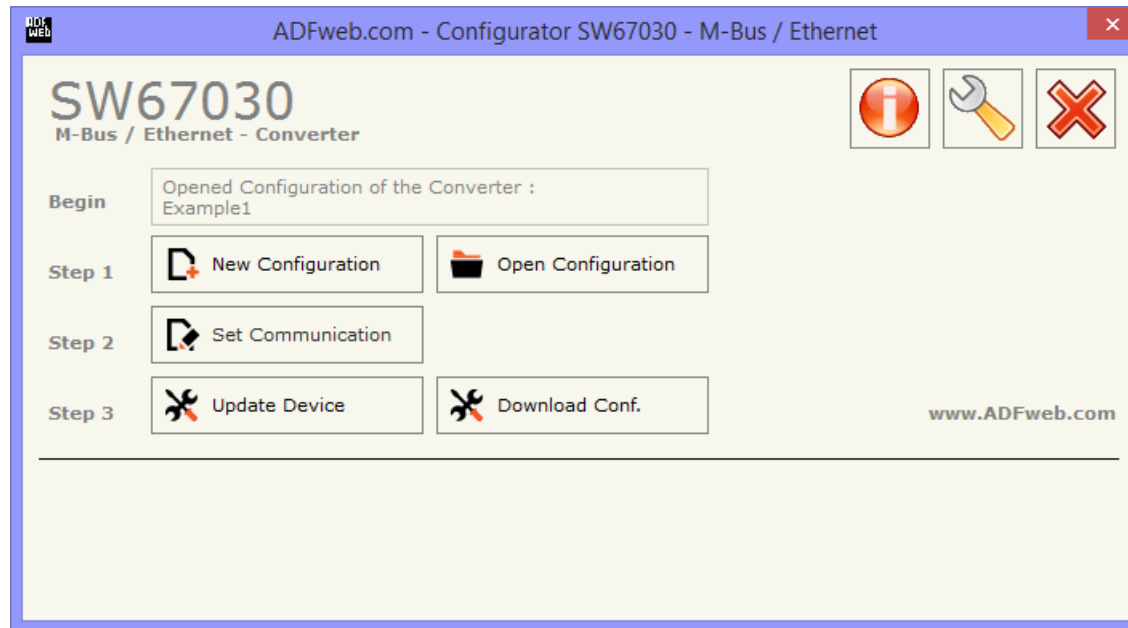 ADF
WEB
ADFweb.com - Configurator SW67030 - M-Bus / Ethernet
SW67030
M-Bus / Ethernet - Converter
Begin
Opened Configuration of the Converter :
Example1
Step 1
New Configuration
Open Configuration
Step 2
Set Communication
Step 3
Update Device
Download Conf.
www.ADFweb.com